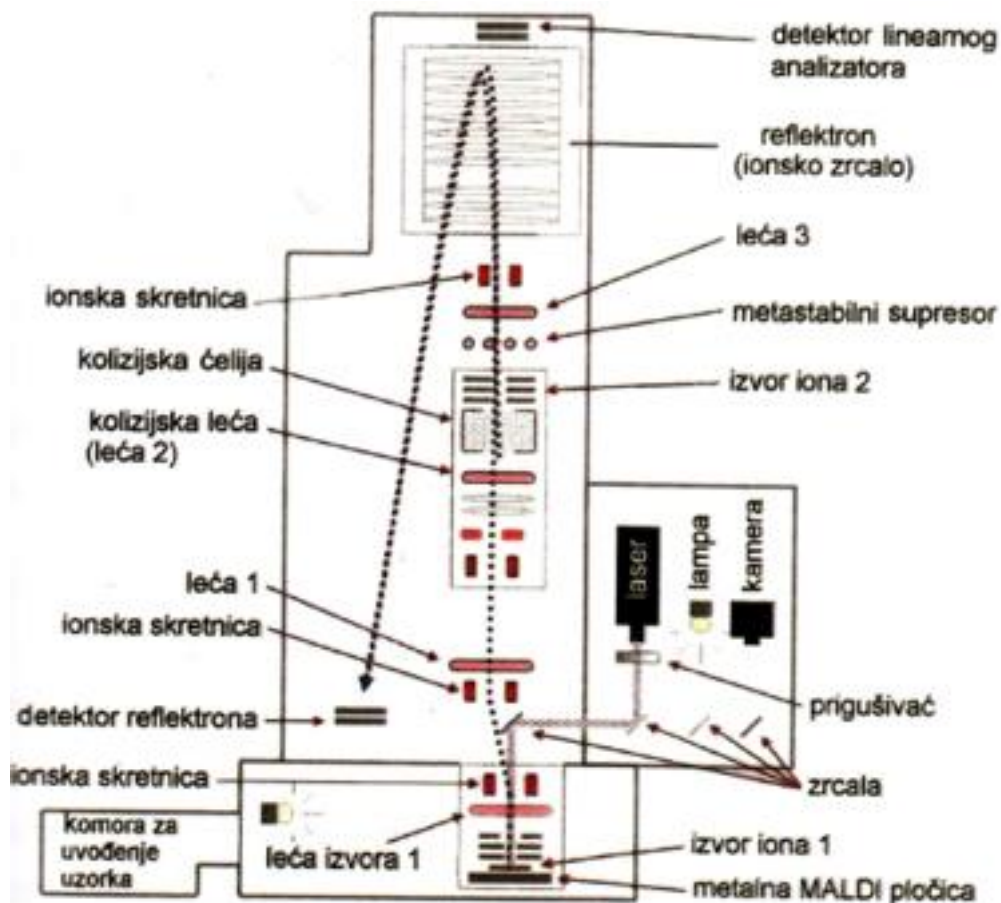 detektor linearnog
analizatora
reflektron
(ionsko zrcalo)
leća 3
ionska skretnica
metastabilni supresor
kolizijska ćelija
izvor iona 2
kolizijska leća
(leća 2)
laser
lampa
kamera
leća 1
ionska skretnica
prigušivač
detektor reflektrona
ionska skretnica
zrcala
komora za
uvođenje
uzorka
leća izvora 1
izvor iona 1
metalna MALDI pločica